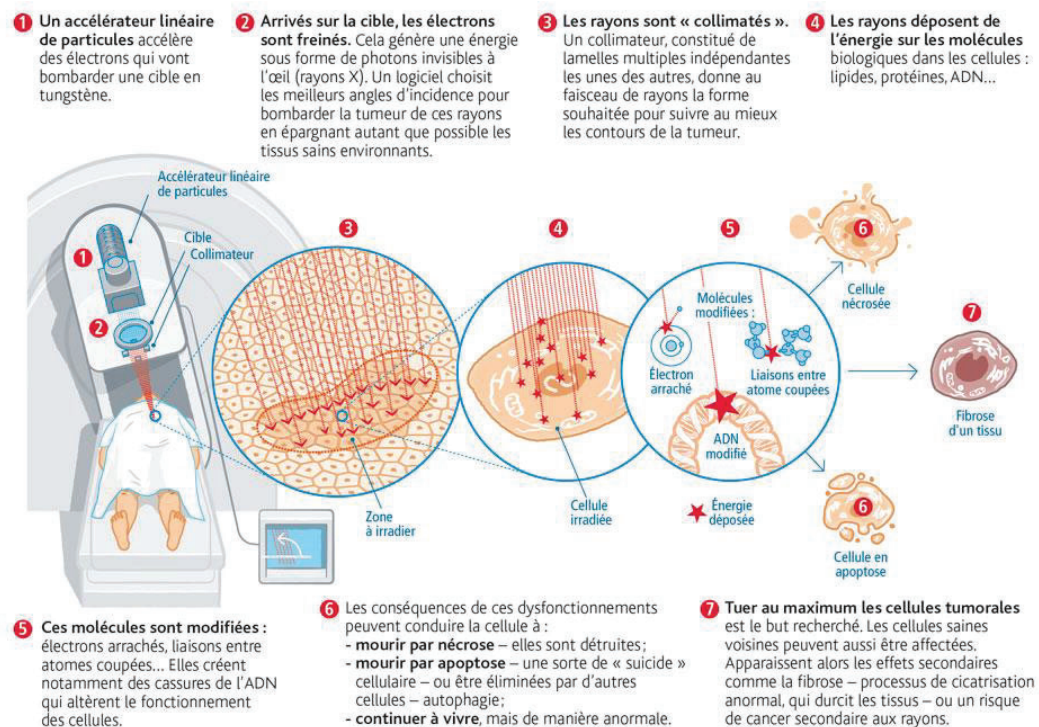 1 Un accélérateur linéaire
de particules accélère
des électrons qui vont
bombarder une cible en
tungstène.
2 Arrivés sur la cible, les électrons
sont freinés. Cela génère une énergie
sous forme de photons invisibles à
l'œil (rayons X). Un logiciel choisit
les meilleurs angles d'incidence pour
bombarder la tumeur de ces rayons
en épargnant autant que possible les
tissus sains environnants.
3 Les rayons sont « collimatés ».
Un collimateur, constitué de
lamelles multiples indépendantes
les unes des autres, donne au
faisceau de rayons la forme
souhaitée pour suivre au mieux
les contours de la tumeur.
4 Les rayons déposent de
l'énergie sur les molécules
biologiques dans les cellules :
lipides, protéines, ADN...
Accélérateur linéaire
de particules
Cible
Collimateur
1
2
3
Zone
à irradier
4
Cellule
irradiée
5
Molécules
modifiées :
Électron
arraché
Liaisons entre
atome coupées
ADN
modifié
Énergie
déposée
6
Cellule
nécrosée
7
Fibrose
d'un tissu
6
Cellule en
apoptose
5 Ces molécules sont modifiées :
électrons arrachés, liaisons entre
atomes coupées... Elles créent
notamment des cassures de l'ADN
qui altèrent le fonctionnement
des cellules.
6 Les conséquences de ces dysfonctionnements
peuvent conduire la cellule à :
- mourir par nécrose – elles sont détruites;
- mourir par apoptose – une sorte de « suicide »
cellulaire – ou être éliminées par d'autres
cellules – autophagie;
- continuer à vivre, mais de manière anormale.
7 Tuer au maximum les cellules tumorales
est le but recherché. Les cellules saines
voisines peuvent aussi être affectées.
Apparaissent alors les effets secondaires
comme la fibrose – processus de cicatrisation
anormal, qui durcit les tissus – ou un risque
de cancer secondaire aux rayons.